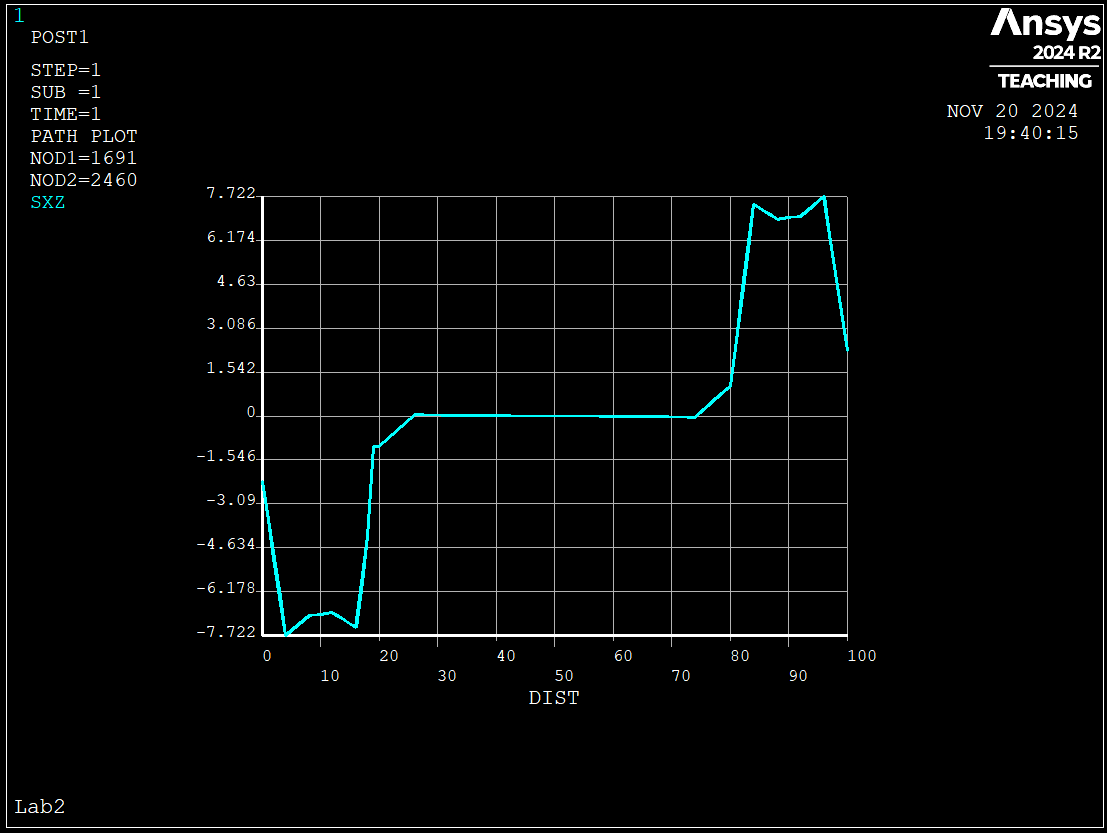 1
POST1
STEP=1
SUB =1
TIME=1
PATH PLOT
NOD1=1691
NOD2=2460
SXZ
Ansys
2024 R2
TEACHING
NOV 20 2024
19:40:15
7.722
6.174
4.63
3.086
1.542
0
-1.546
-3.09
-4.634
-6.178
-7.722
0
20
40
60
80
100
10
30
50
70
90
DIST
Lab2